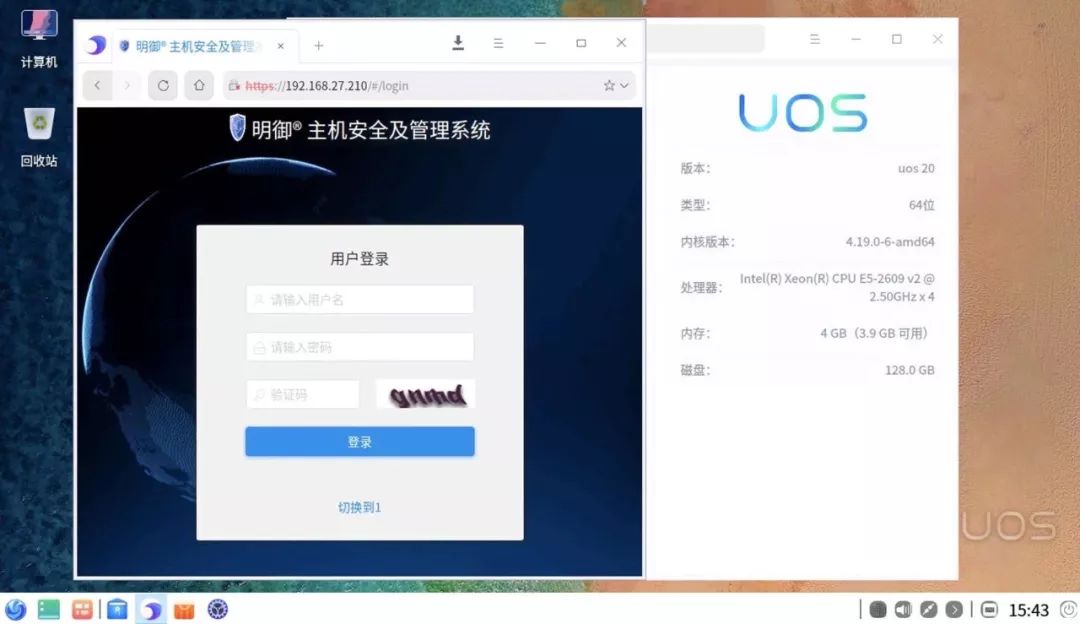 计算机
回收站
明御® 主机安全及管理
https://192.168.27.210/#/login
明御® 主机安全及管理系统
用户登录
请输入用户名
请输入密码
验证码
gnmd
登录
切换到1
UOS
版本： uos 20
类型： 64位
内核版本： 4.19.0-6-amd64
处理器： Intel(R) Xeon(R) CPU E5-2609 v2 @
2.50GHz x 4
内存： 4 GB（3.9 GB 可用）
磁盘： 128.0 GB
UOS
15:43